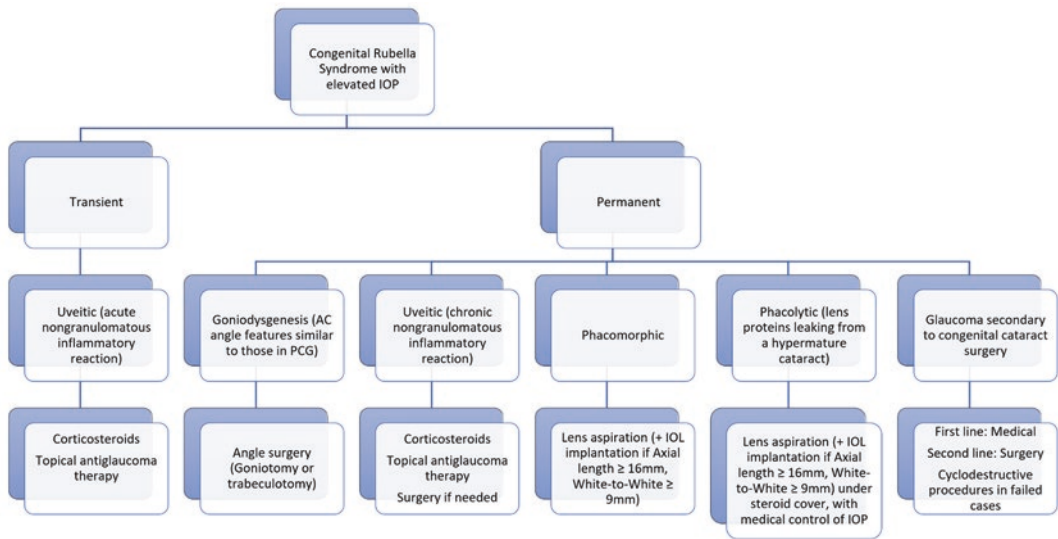 Congenital Rubella
Syndrome with
elevated IOP
Transient
Permanent
Uveitic (acute
nongranulomatous
inflammatory
reaction)
Goniodysgenesis (AC
angle features similar
to those in PCG)
Uveitic (chronic
nongranulomatous
inflammatory
reaction)
Phacomorphic
Phacolytic (lens
proteins leaking from
a hypermature
cataract)
Glaucoma secondary
to congenital cataract
surgery
Corticosteroids
Topical antiglaucoma
therapy
Angle surgery
(Goniotomy or
trabeculotomy)
Corticosteroids
Topical antiglaucoma
therapy
Surgery if needed
Lens aspiration (+ IOL
implantation if Axial
length ≥ 16mm,
White-to-White ≥
9mm)
Lens aspiration (+ IOL
implantation if Axial
length ≥ 16mm, White-
to-White ≥ 9mm) under
steroid cover, with
medical control of IOP
First line: Medical
Second line: Surgery
Cyclodestructive
procedures in failed
cases